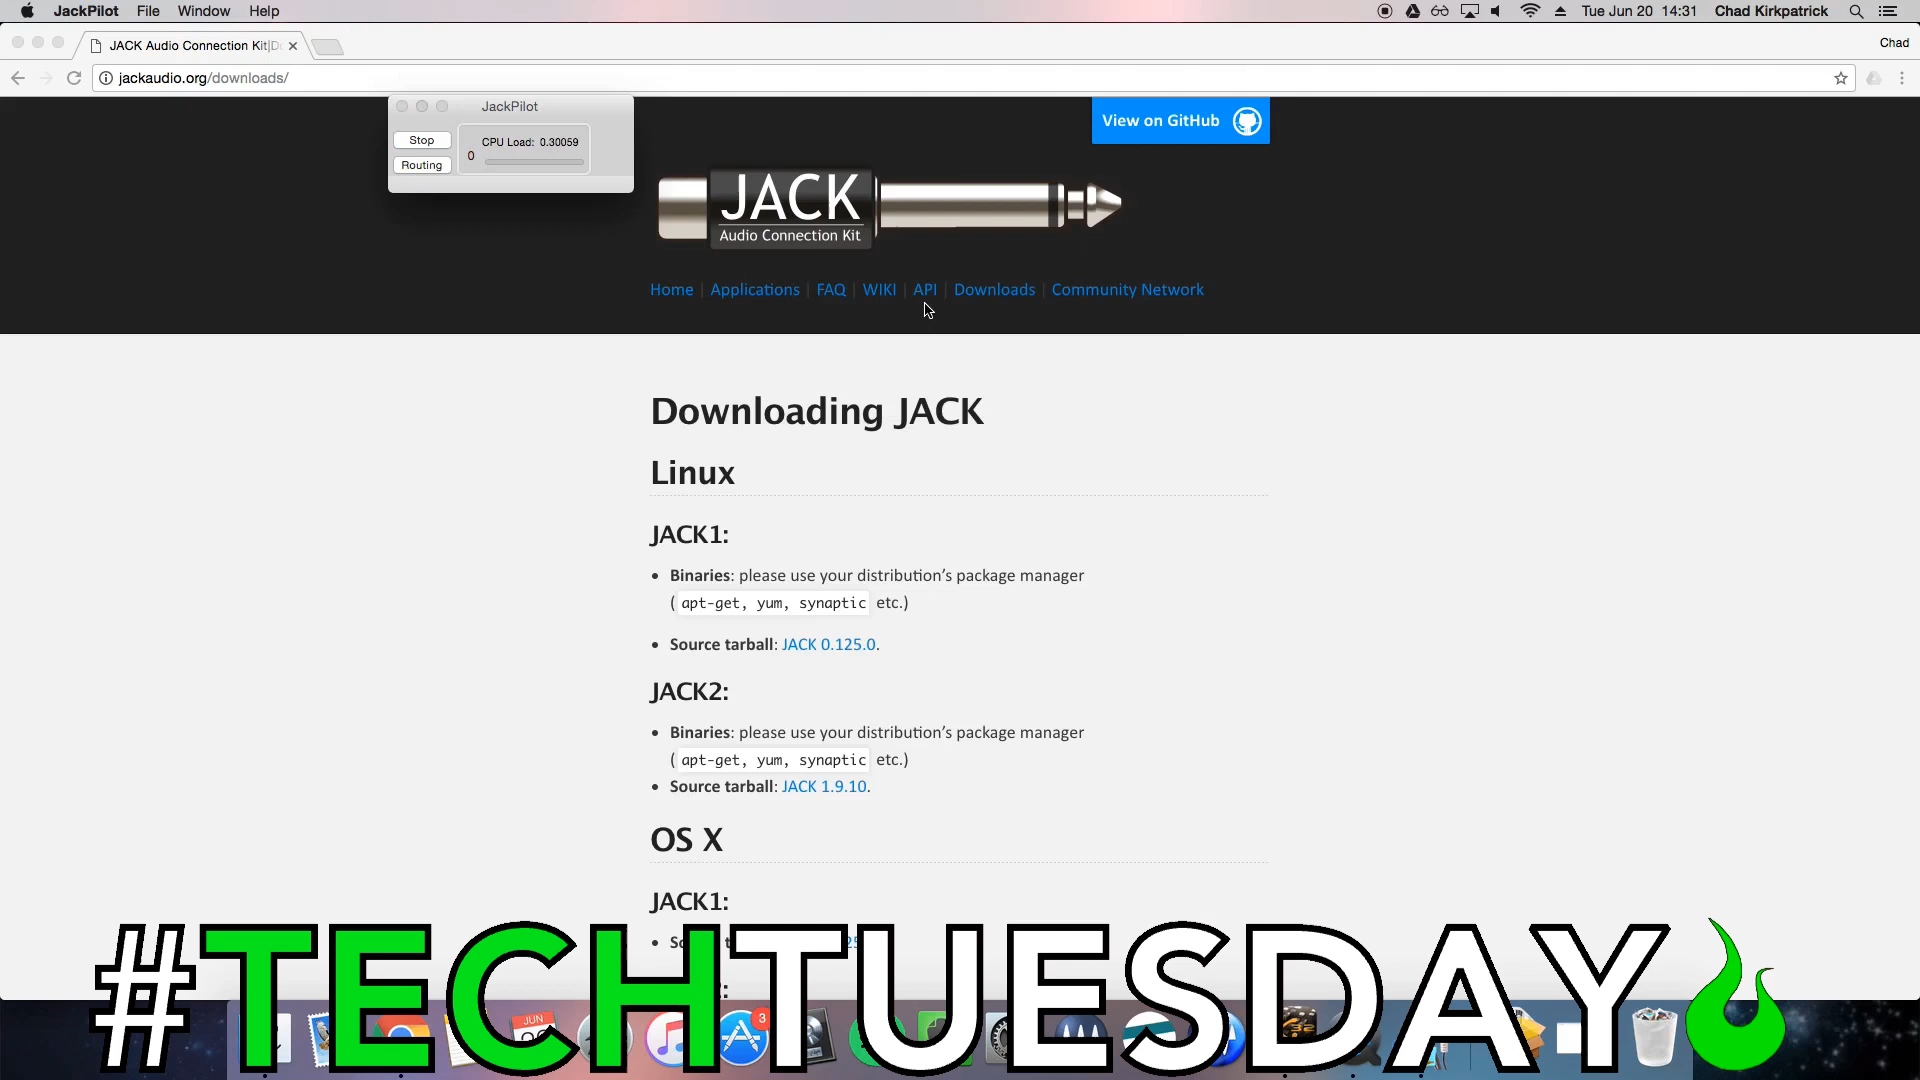 JackPilot File Window Help Tue Jun 20 14:31 Chad Kirkpatrick
JACK Audio Connection Kit|D
Chad
jackaudio.org/downloads/
JackPilot
Stop
CPU Load: 0.30059
0
Routing
View on GitHub
JACK
Audio Connection Kit
Home | Applications | FAQ | WIKI | API | Downloads | Community Network
Downloading JACK
Linux
JACK1:
• Binaries: please use your distribution's package manager
( apt-get, yum, synaptic etc.)
• Source tarball: JACK 0.125.0.
JACK2:
• Binaries: please use your distribution's package manager
( apt-get, yum, synaptic etc.)
• Source tarball: JACK 1.9.10.
OS X
JACK1:
#TECHTUESDAY
JUN
3